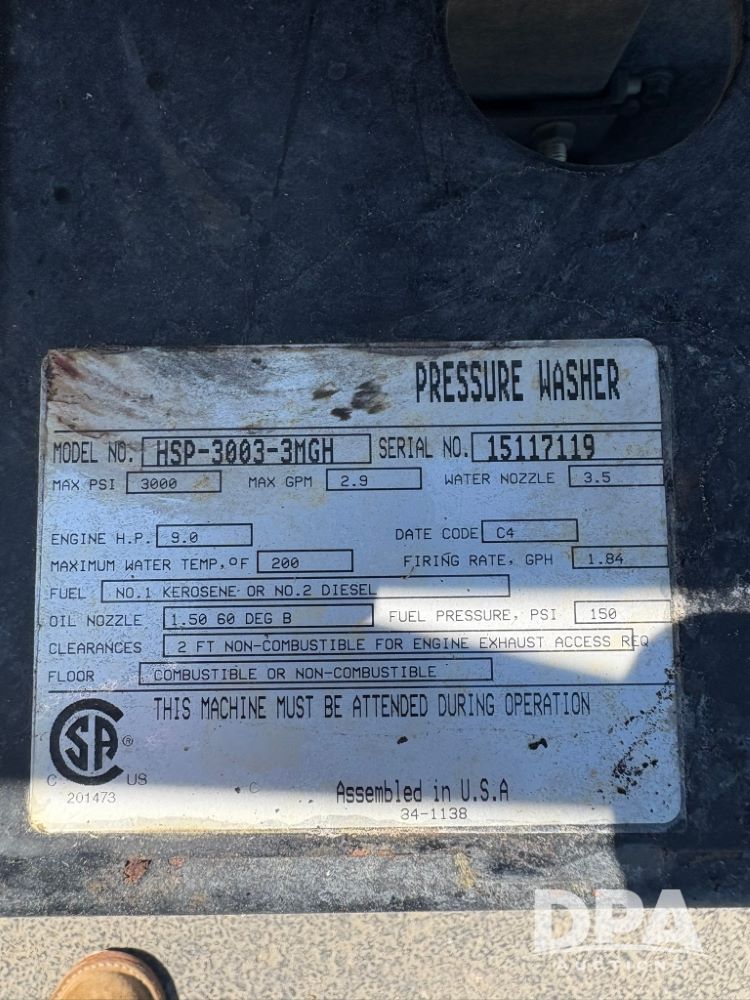 PRESSURE WASHER
MODEL NO. HSP-3003-3MGH SERIAL NO. 15117119
MAX PSI 3000 MAX GPM 2.9 WATER NOZZLE 3.5
ENGINE H.P. 9.0 DATE CODE C4
MAXIMUM WATER TEMP,°F 200 FIRING RATE, GPH 1.84
FUEL NO.1 KEROSENE OR NO.2 DIESEL
OIL NOZZLE 1.50 60 DEG B FUEL PRESSURE, PSI 150
CLEARANCES 2 FT NON-COMBUSTIBLE FOR ENGINE EXHAUST ACCESS REQ
FLOOR COMBUSTIBLE OR NON-COMBUSTIBLE
THIS MACHINE MUST BE ATTENDED DURING OPERATION
CSA ®
C US
201473
C
Assembled in U.S.A
34-1138
DPA
AUCTIONS